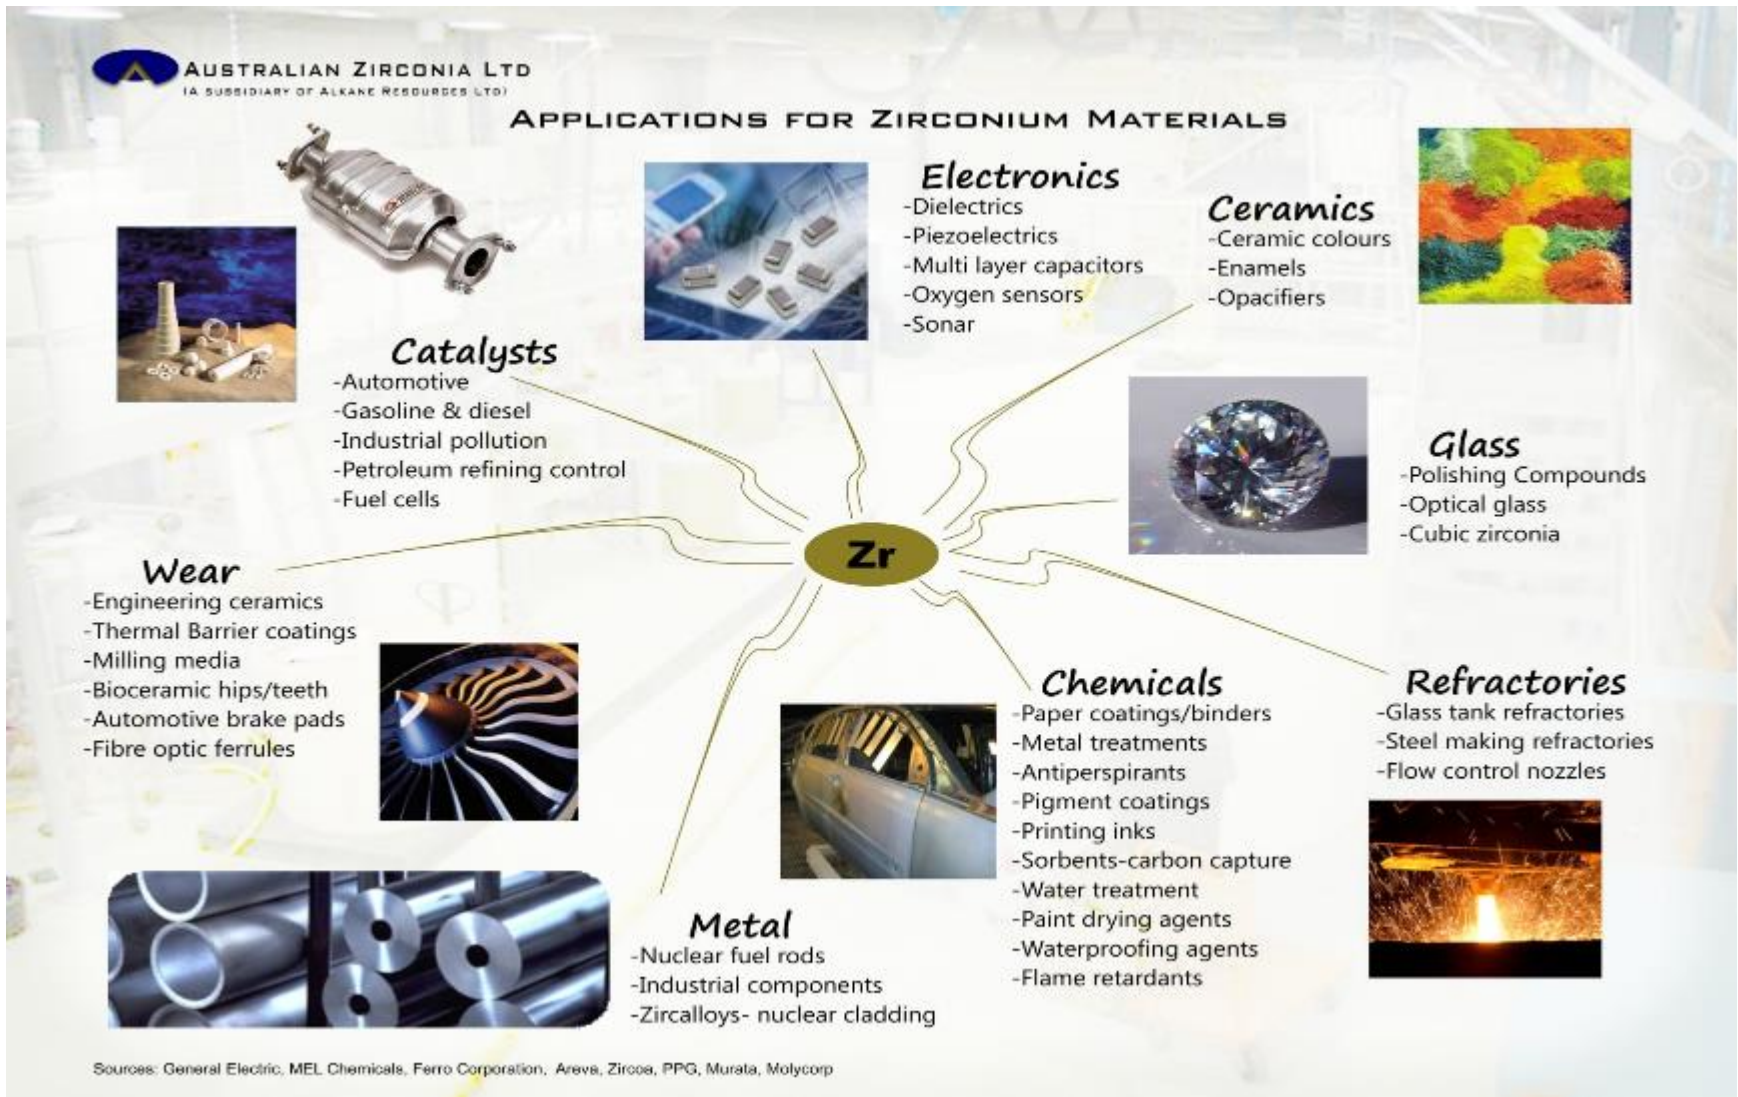 AUSTRALIAN ZIRCONIA LTD
(A SUBSIDIARY OF ALKANE RESOURCES LTD)
APPLICATIONS FOR ZIRCONIUM MATERIALS
Electronics
-Dielectrics
-Piezoelectrics
-Multi layer capacitors
-Oxygen sensors
-Sonar
Ceramics
-Ceramic colours
-Enamels
-Opacifiers
Catalysts
-Automotive
-Gasoline & diesel
-Industrial pollution
-Petroleum refining control
-Fuel cells
Glass
-Polishing Compounds
-Optical glass
-Cubic zirconia
Zr
Wear
-Engineering ceramics
-Thermal Barrier coatings
-Milling media
-Bioceramic hips/teeth
-Automotive brake pads
-Fibre optic ferrules
Chemicals
-Paper coatings/binders
-Metal treatments
-Antiperspirants
-Pigment coatings
-Printing inks
-Sorbents-carbon capture
-Water treatment
-Paint drying agents
-Waterproofing agents
-Flame retardants
Refractories
-Glass tank refractories
-Steel making refractories
-Flow control nozzles
Metal
-Nuclear fuel rods
-Industrial components
-Zircalloys- nuclear cladding
Sources: General Electric, MEL Chemicals, Ferro Corporation, Areva, Zircoa, PPG, Murata, Molycorp